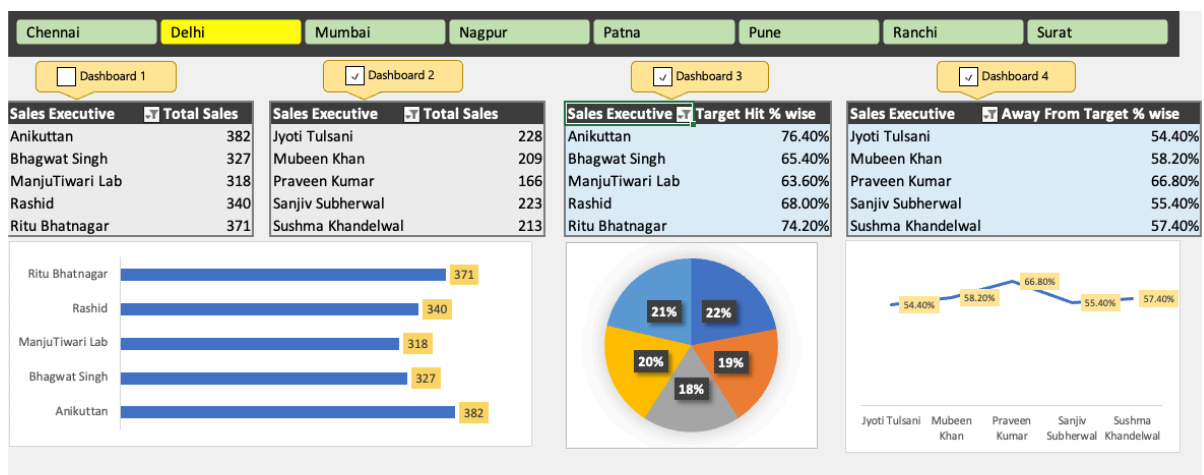 Chennai Delhi Mumbai Nagpur Patna Pune Ranchi Surat
Dashboard 1 Dashboard 2 Dashboard 3 Dashboard 4
Sales Executive Total Sales
Anikuttan 382
Bhagwat Singh 327
ManjuTiwari Lab 318
Rashid 340
Ritu Bhatnagar 371
Sales Executive Total Sales
Jyoti Tulsani 228
Mubeen Khan 209
Praveen Kumar 166
Sanjiv Subherwal 223
Sushma Khandelwal 213
Sales Executive Target Hit % wise
Anikuttan 76.40%
Bhagwat Singh 65.40%
ManjuTiwari Lab 63.60%
Rashid 68.00%
Ritu Bhatnagar 74.20%
Sales Executive Away From Target % wise
Jyoti Tulsani 54.40%
Mubeen Khan 58.20%
Praveen Kumar 66.80%
Sanjiv Subherwal 55.40%
Sushma Khandelwal 57.40%
Ritu Bhatnagar 371
Rashid 340
ManjuTiwari Lab 318
Bhagwat Singh 327
Anikuttan 382
21% 22%
20% 19%
18%
54.40% 58.20% 66.80% 55.40% 57.40%
Jyoti Tulsani Mubeen Praveen Sanjiv Sushma
Khan Kumar Subherwal Khandelwal